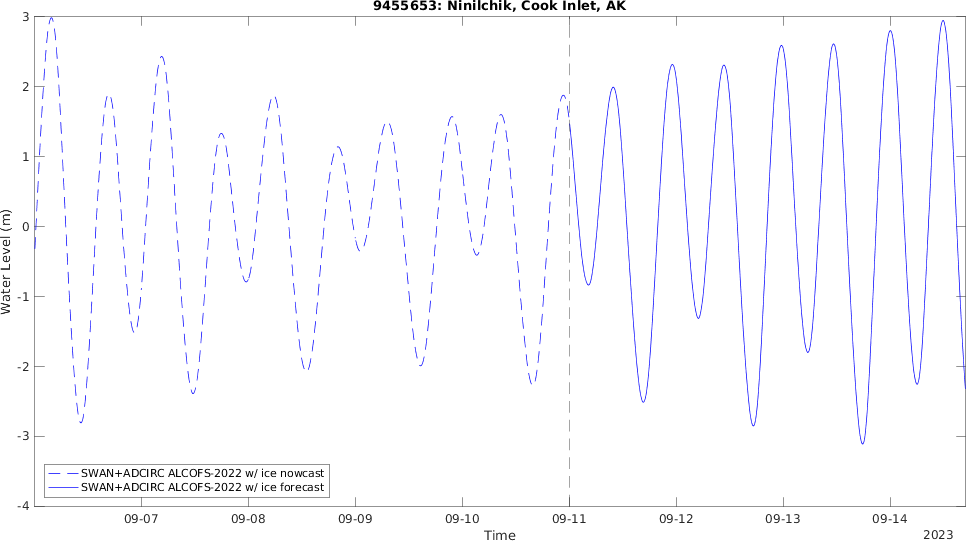 9455653: Ninilchik, Cook Inlet, AK
3
2
1
0
-1
-2
-3
-4
Water Level (m)
SWAN+ADCIRC ALCOFS-2022 w/ ice nowcast
SWAN+ADCIRC ALCOFS-2022 w/ ice forecast
09-07 09-08 09-09 09-10 09-11 09-12 09-13 09-14
Time
2023